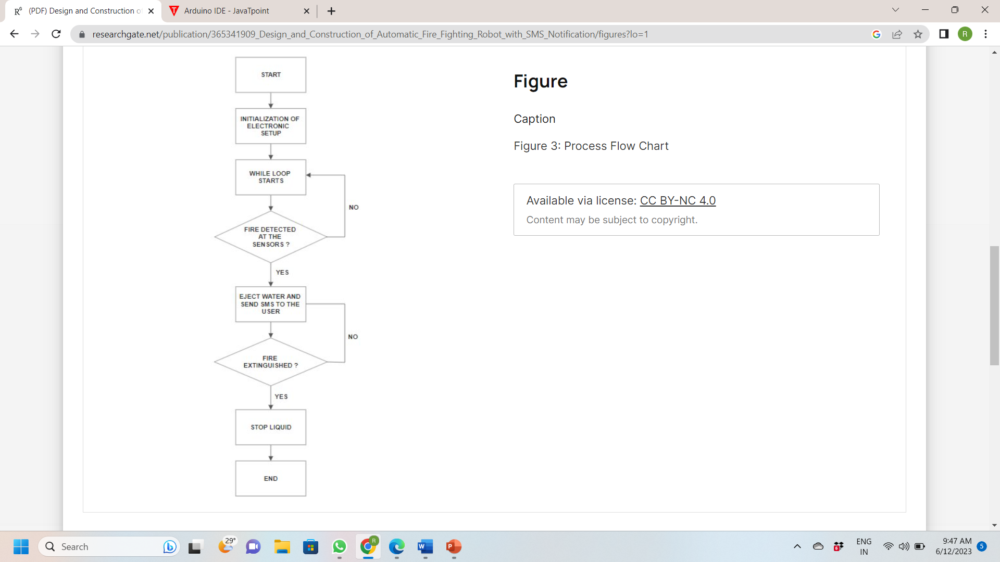 (PDF) Design and Construction o
Arduino IDE - JavaTpoint
researchgate.net/publication/365341909_Design_and_Construction_of_Automatic_Fire_Fighting_Robot_with_SMS_Notification/figures?lo=1
R
START
INITIALIZATION OF
ELECTRONIC
SETUP
WHILE LOOP
STARTS
NO
FIRE DETECTED
AT THE
SENSORS ?
YES
EJECT WATER AND
SEND SMS TO THE
USER
NO
FIRE
EXTINGUISHED ?
YES
STOP LIQUID
END
Figure
Caption
Figure 3: Process Flow Chart
Available via license: CC BY-NC 4.0
Content may be subject to copyright.
Search
29°
ENG
IN
9:47 AM
6/12/2023
5